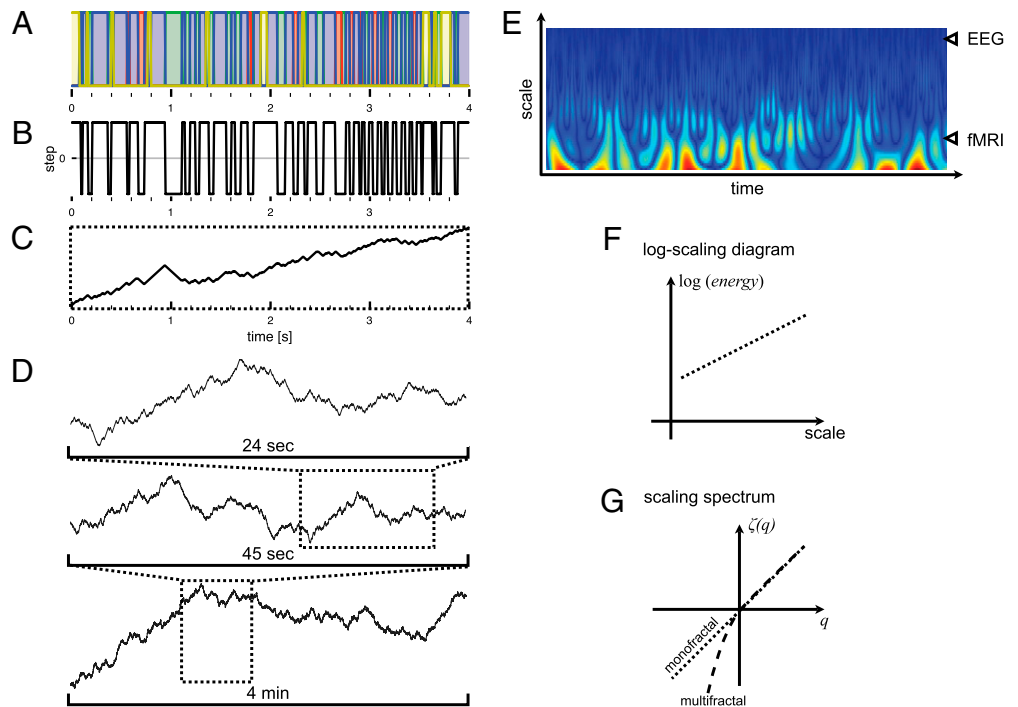 A
0 1 2 3 4
B
step
0
0 1 2 3
C
0 1 2 3 4
time [s]
D
24 sec
45 sec
4 min
E
scale
EEG
fMRI
time
F
log-scaling diagram
log (energy)
scale
G
scaling spectrum
ζ(q)
q
monofractal
multifractal